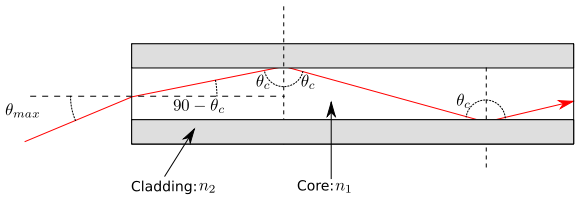 θc θc
90 − θc
θmax
θc
Cladding: n2
Core: n1